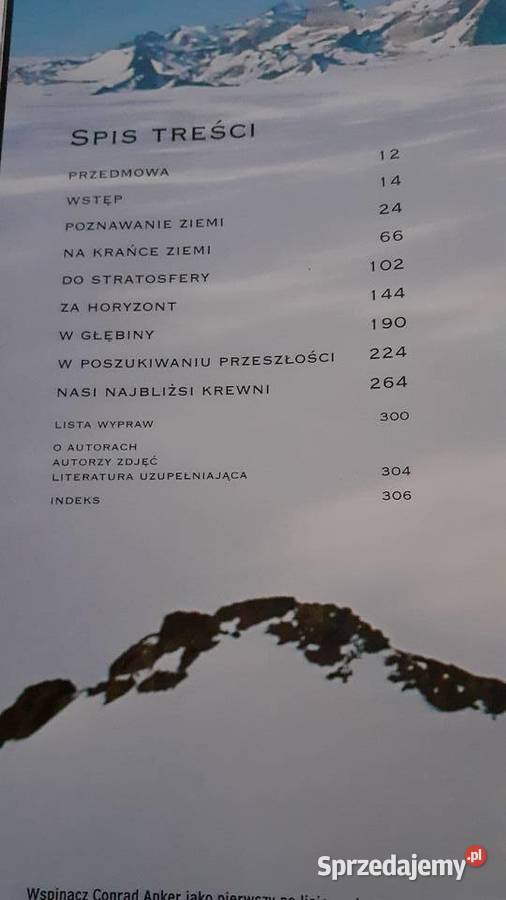 SPIS TREŚCI
PRZEDMOWA 12
WSTĘP 14
POZNAWANIE ZIEMI 24
NA KRAŃCE ZIEMI 66
DO STRATOSFERY 102
ZA HORYZONT 144
W GŁĘBINY 190
W POSZUKIWANIU PRZESZŁOŚCI 224
NASI NAJBLIŻSI KREWNI 264
LISTA WYPRAW 300
O AUTORACH
AUTORZY ZDJĘĆ
LITERATURA UZUPEŁNIAJĄCA 304
INDEKS 306
Sprzedajemy.pl
Wspinacz Conrad Anker jako pierwszy po